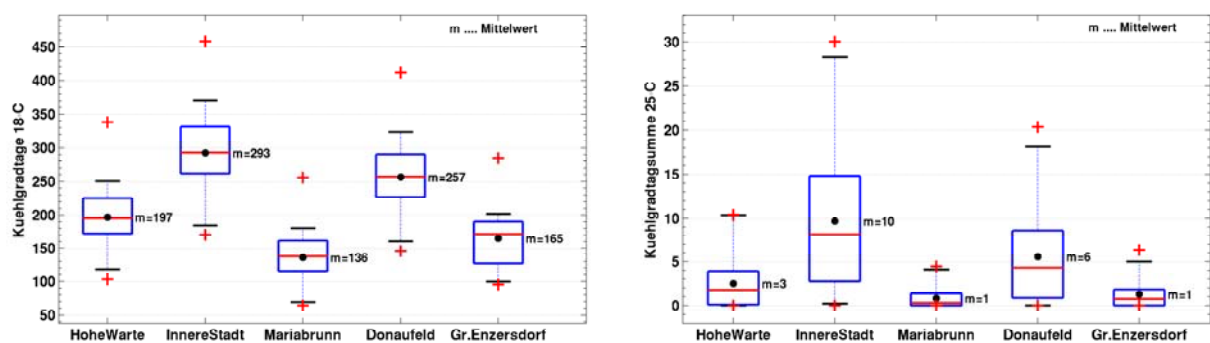 m .... Mittelwert
450
400
350
300
250
200
150
100
50
Kuehlgradtage 18 C
m=197
m=293
m=136
m=257
m=165
HoheWarte InnereStadt Mariabrunn Donaufeld Gr.Enzersdorf
m .... Mittelwert
30
25
20
15
10
5
0
Kuehlgradtagsumme 25 C
m=3
m=10
m=1
m=6
m=1
HoheWarte InnereStadt Mariabrunn Donaufeld Gr.Enzersdorf